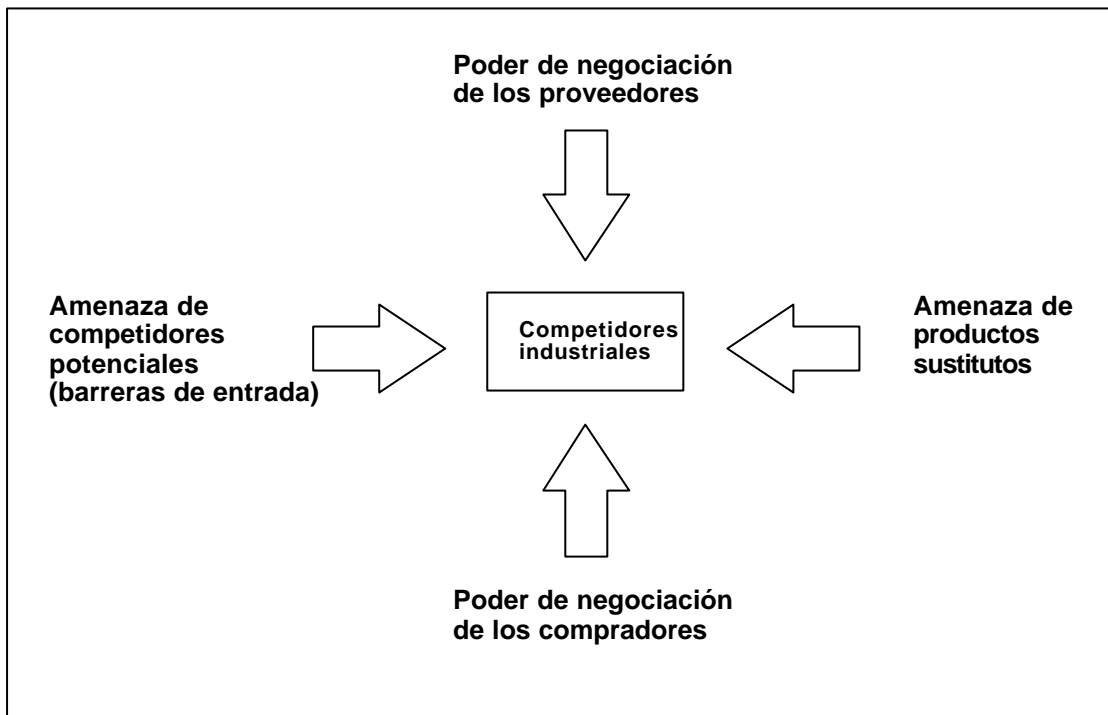 Poder de negociación
de los proveedores
Amenaza de
competidores
potenciales
(barreras de entrada)
Competidores
industriales
Amenaza de
productos
sustitutos
Poder de negociación
de los compradores